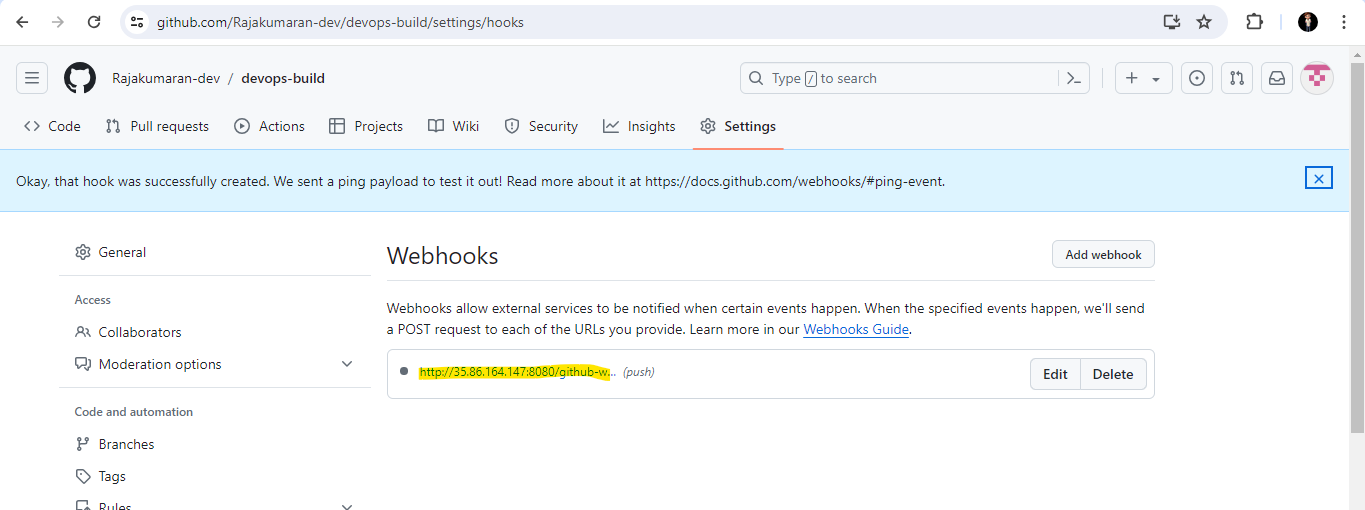 github.com/Rajakumaran-dev/devops-build/settings/hooks
Rajakumaran-dev / devops-build
Type / to search
Code Pull requests Actions Projects Wiki Security Insights Settings
Okay, that hook was successfully created. We sent a ping payload to test it out! Read more about it at https://docs.github.com/webhooks/#ping-event.
General
Access
Collaborators
Moderation options
Code and automation
Branches
Tags
Rules
Webhooks
Add webhook
Webhooks allow external services to be notified when certain events happen. When the specified events happen, we'll send
a POST request to each of the URLs you provide. Learn more in our Webhooks Guide.
http://35.86.164.147:8080/github-w... (push)
Edit Delete